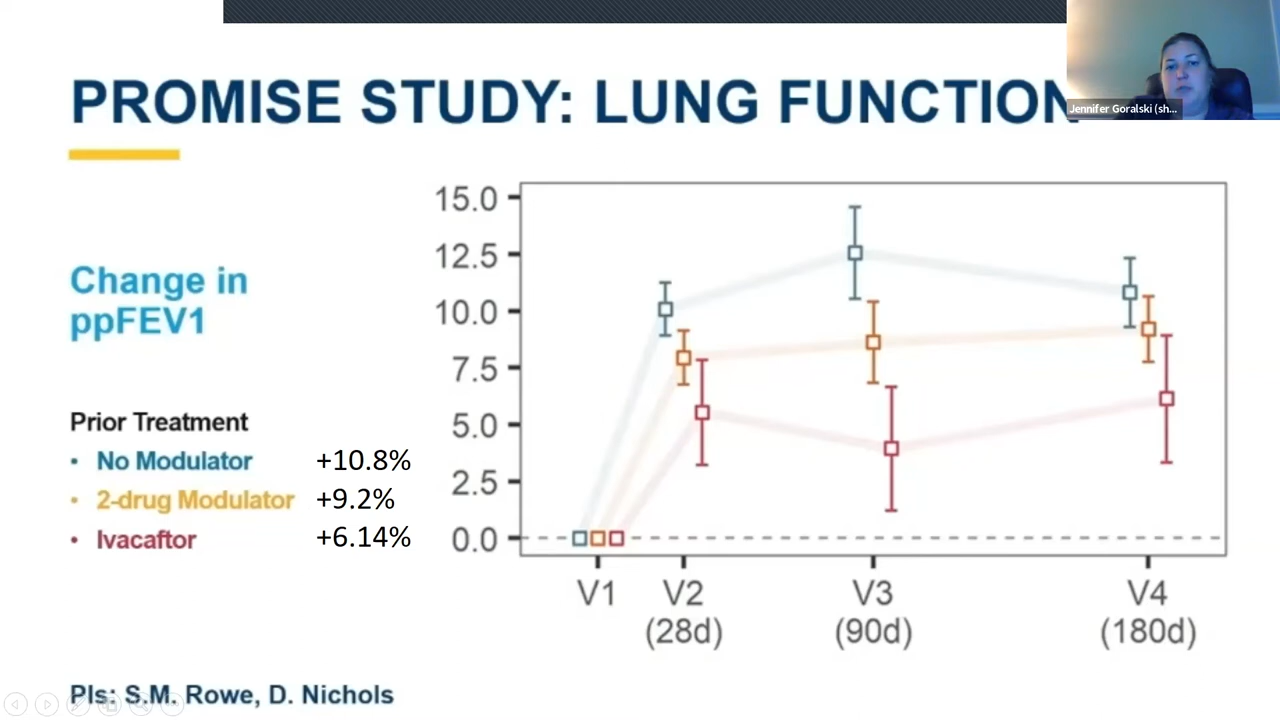 PROMISE STUDY: LUNG FUNCTION
Jennifer Goralski (sh...
Change in
ppFEV1
Prior Treatment
• No Modulator +10.8%
• 2-drug Modulator +9.2%
• Ivacaftor +6.14%
15.0
12.5
10.0
7.5
5.0
2.5
0.0
V1 V2 V3 V4
(28d) (90d) (180d)
PIs: S.M. Rowe, D. Nichols